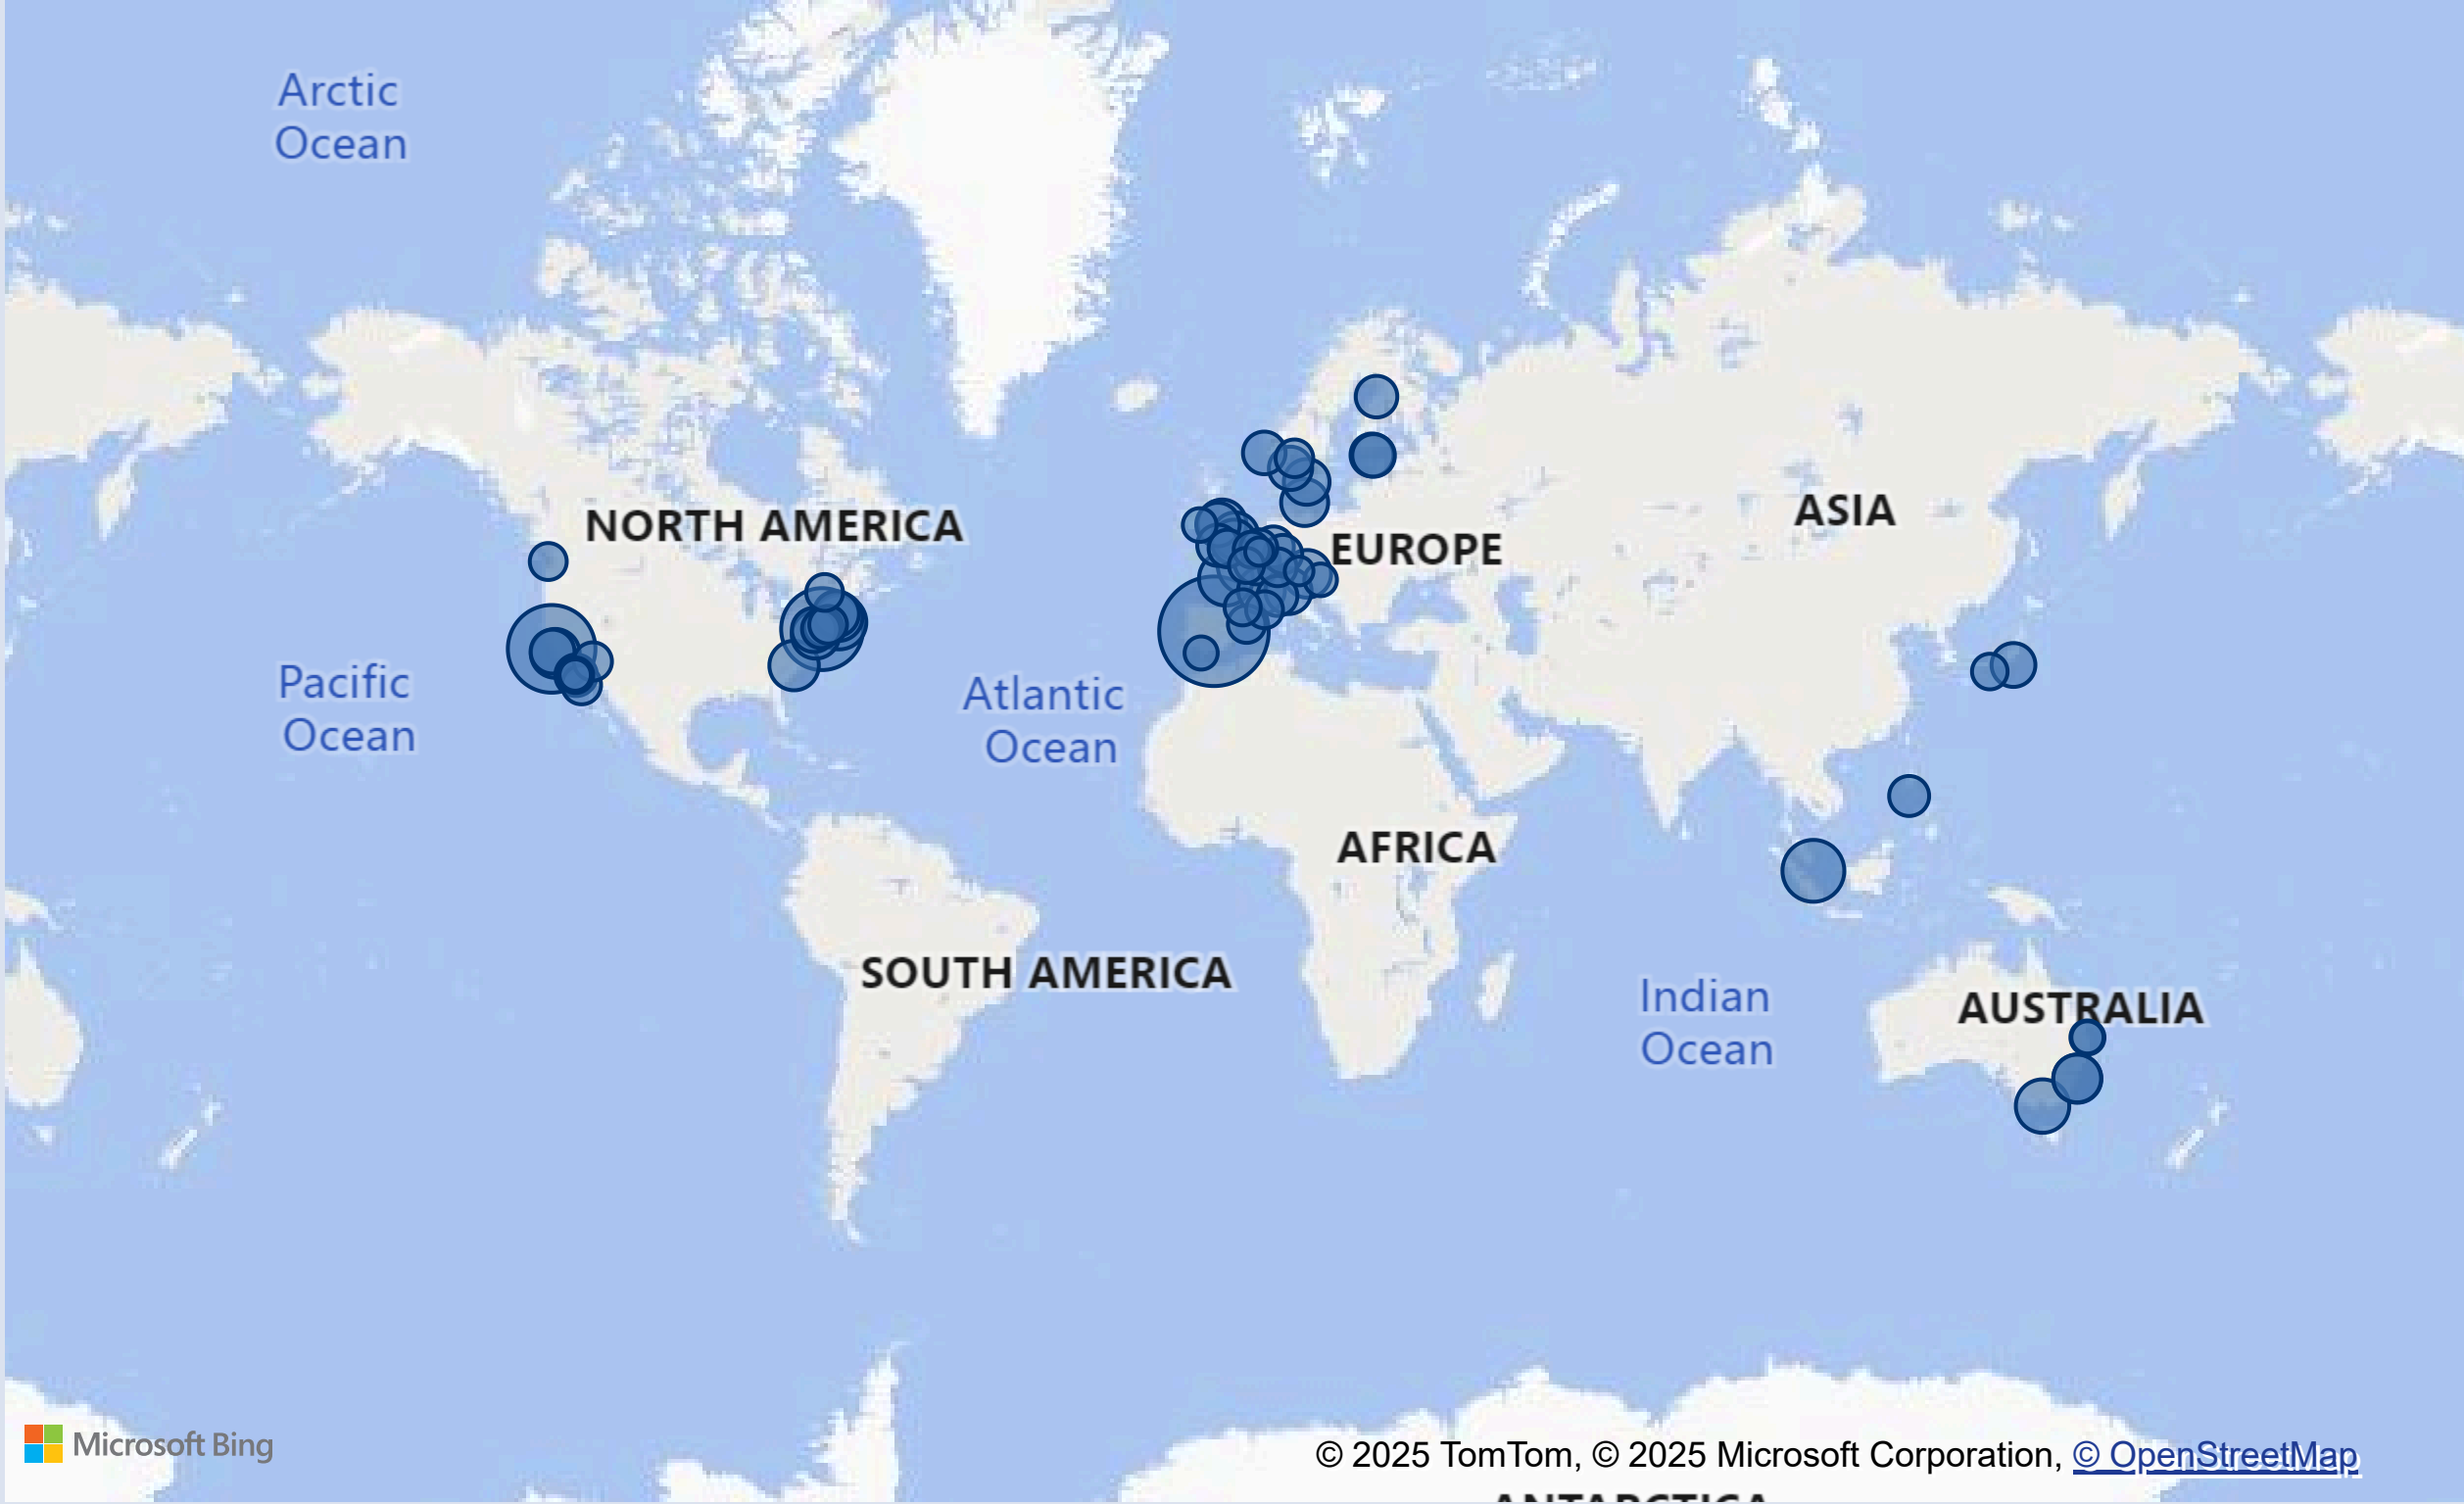 Arctic
Ocean
NORTH AMERICA
ASIA
EUROPE
Pacific
Ocean
Atlantic
Ocean
AFRICA
SOUTH AMERICA
Indian
Ocean
AUSTRALIA
Microsoft Bing
© 2025 TomTom, © 2025 Microsoft Corporation, © OpenStreetMap
ANTARCTICA